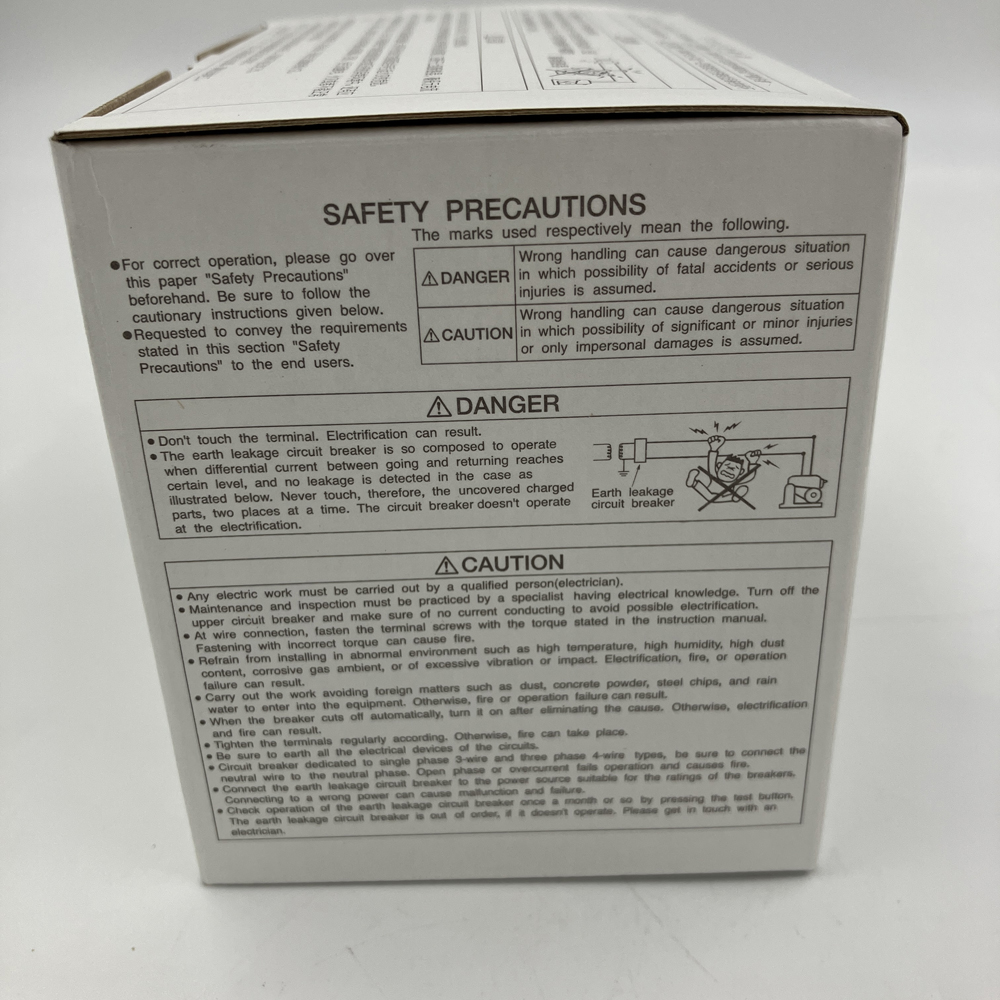 SAFETY PRECAUTIONS
The marks used respectively mean the following.
●For correct operation, please go over
this paper "Safety Precautions"
beforehand. Be sure to follow the
cautionary instructions given below.
●Requested to convey the requirements
stated in this section "Safety
Precautions" to the end users.
⚠DANGER
Wrong handling can cause dangerous situation
in which possibility of fatal accidents or serious
injuries is assumed.
⚠CAUTION
Wrong handling can cause dangerous situation
in which possibility of significant or minor injuries
or only impersonal damages is assumed.
⚠DANGER
● Don't touch the terminal. Electrification can result.
● The earth leakage circuit breaker is so composed to operate
when differential current between going and returning reaches
certain level, and no leakage is detected in the case as
illustrated below. Never touch, therefore, the uncovered charged
parts, two places at a time. The circuit breaker doesn't operate
at the electrification.
Earth leakage
circuit breaker
⚠CAUTION
● Any electric work must be carried out by a qualified person(electrician).
● Maintenance and inspection must be practiced by a specialist having electrical knowledge. Turn off the
upper circuit breaker and make sure of no current conducting to avoid possible electrification.
● At wire connection, fasten the terminal screws with the torque stated in the instruction manual.
Fastening with incorrect torque can cause fire.
● Refrain from installing in abnormal environment such as high temperature, high humidity, high dust
content, corrosive gas ambient, or of excessive vibration or impact. Electrification, fire, or operation
failure can result.
● Carry out the work avoiding foreign matters such as dust, concrete powder, steel chips, and rain
water to enter into the equipment. Otherwise, fire or operation failure can result.
● When the breaker cuts off automatically, turn it on after eliminating the cause. Otherwise, electrification
and fire can result.
● Tighten the terminals regularly according. Otherwise, fire can take place.
● Be sure to earth all the electrical devices of the circuits.
● Circuit breaker dedicated to single phase 3-wire and three phase 4-wire types, be sure to connect the
neutral wire to the neutral phase. Open phase or overcurrent fails operation and causes fire.
● Connect the earth leakage circuit breaker to the power source suitable for the ratings of the breakers.
Connecting to a wrong power can cause malfunction and failure.
● Check operation of the earth leakage circuit breaker once a month or so by pressing the test button.
The earth leakage circuit breaker is out of order, if it doesn't operate. Please get in touch with an
electrician.